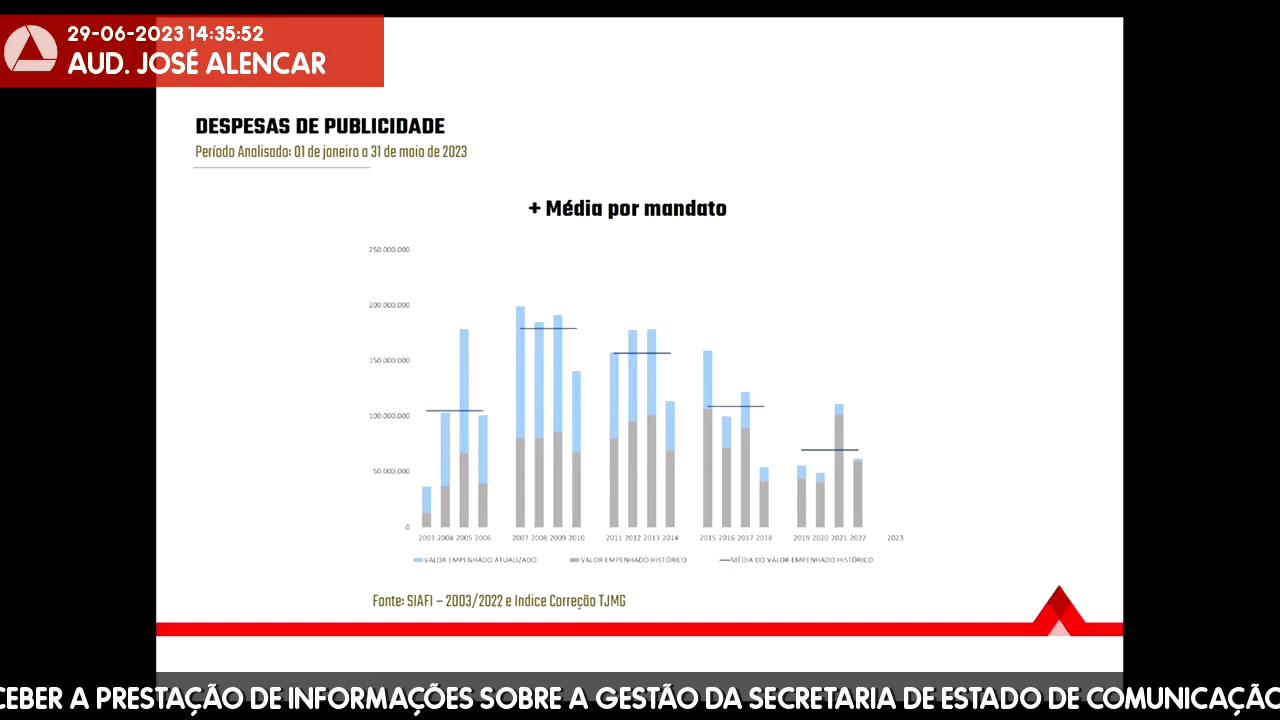 29-06-2023 14:35:52
AUD. JOSÉ ALENCAR
DESPESAS DE PUBLICIDADE
Período Analisado: 01 de janeiro a 31 de maio de 2023
+ Média por mandato
250.000.000
200.000.000
150.000.000
100.000.000
50.000.000
0
2003 2004 2005 2006 2007 2008 2009 2010 2011 2012 2013 2014 2015 2016 2017 2018 2019 2020 2021 2022 2023
VALOR EMPENHADO ATUALIZADO VALOR EMPENHADO HISTÓRICO MÉDIA DO VALOR EMPENHADO HISTÓRICO
Fonte: SIAFI – 2003/2022 e Indice Correção TJMG
CEBER A PRESTAÇÃO DE INFORMAÇÕES SOBRE A GESTÃO DA SECRETARIA DE ESTADO DE COMUNICAÇÃO